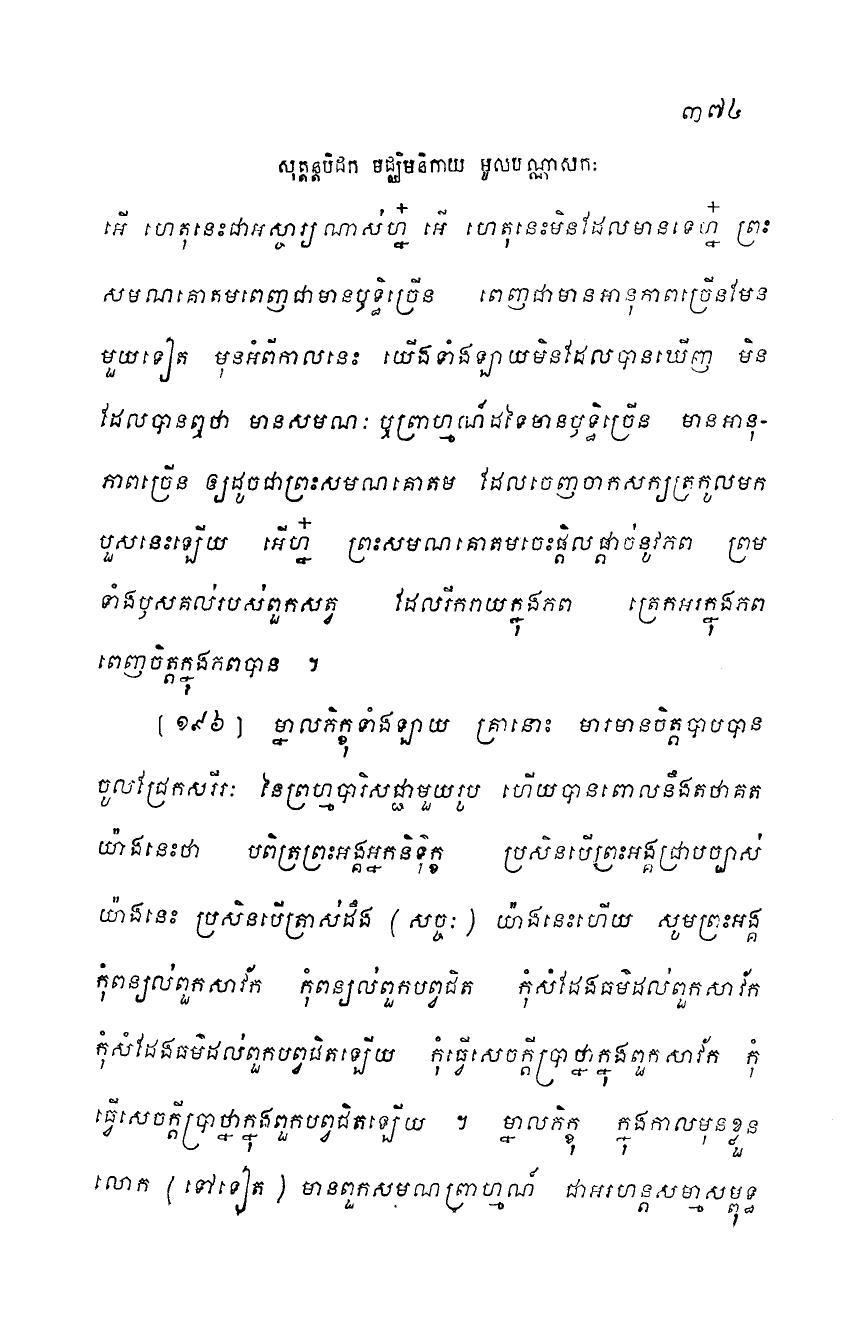 ៣៧៤
សុត្តន្តបិដក មជ្ឈិមនិកាយ មូលបណ្ណាសកៈ
អើ ហេតុនេះជាអស្ចារ្យណាស់ហ្ន៎ អើ ហេតុនេះមិនដែលមានទេហ្ន៎ ព្រះ
សមណគោតមពេញជាមានឫទ្ធិច្រើន ពេញជាមានអានុភាពច្រើនមែន
មួយទៀត មុនអំពីកាលនេះ យើងទាំងឡាយមិនដែលបានឃើញ មិន
ដែលបានឮថា មានសមណៈ ឬព្រាហ្មណ៍ដទៃមានឫទ្ធិច្រើន មានអានុ-
ភាពច្រើន ឲ្យដូចជាព្រះសមណគោតម ដែលចេញចាកសក្យត្រកូលមក
បួសនេះឡើយ អើហ្ន៎ ព្រះសមណគោតមចេះផ្តិលផ្តាច់នូវភព ព្រម
ទាំងឫសគល់របស់ពួកសត្វ ដែលរីករាយក្នុងភព ត្រេកអរក្នុងភព
ពេញចិត្តក្នុងភពបាន ។
[១៩៦] ម្នាលភិក្ខុទាំងឡាយ គ្រានោះ មារមានចិត្តបាបបាន
ចូលជ្រែកសរីរៈ នៃព្រហ្មបារិសជ្ជាមួយរូប ហើយបានពោលនឹងតថាគត
យ៉ាងនេះថា បពិត្រព្រះអង្គអ្នកនិទុ៌ក្ខ ប្រសិនបើព្រះអង្គជ្រាបច្បាស់
យ៉ាងនេះ ប្រសិនបើត្រាស់ដឹង (សច្ចៈ) យ៉ាងនេះហើយ សូមព្រះអង្គ
កុំពន្យល់ពួកសាវ័ក កុំពន្យល់ពួកបព្វជិត កុំសំដែងធម៌ដល់ពួកសាវ័ក
កុំសំដែងធម៌ដល់ពួកបព្វជិតឡើយ កុំធ្វើសេចក្តីប្រាថ្នាក្នុងពួកសាវ័ក កុំ
ធ្វើសេចក្តីប្រាថ្នាក្នុងពួកបព្វជិតឡើយ ។ ម្នាលភិក្ខុ ក្នុងកាលមុនខ្លួន
លោក (ទៅទៀត) មានពួកសមណព្រាហ្មណ៍ ជាអរហន្តសម្មាសម្ពុទ្ធ